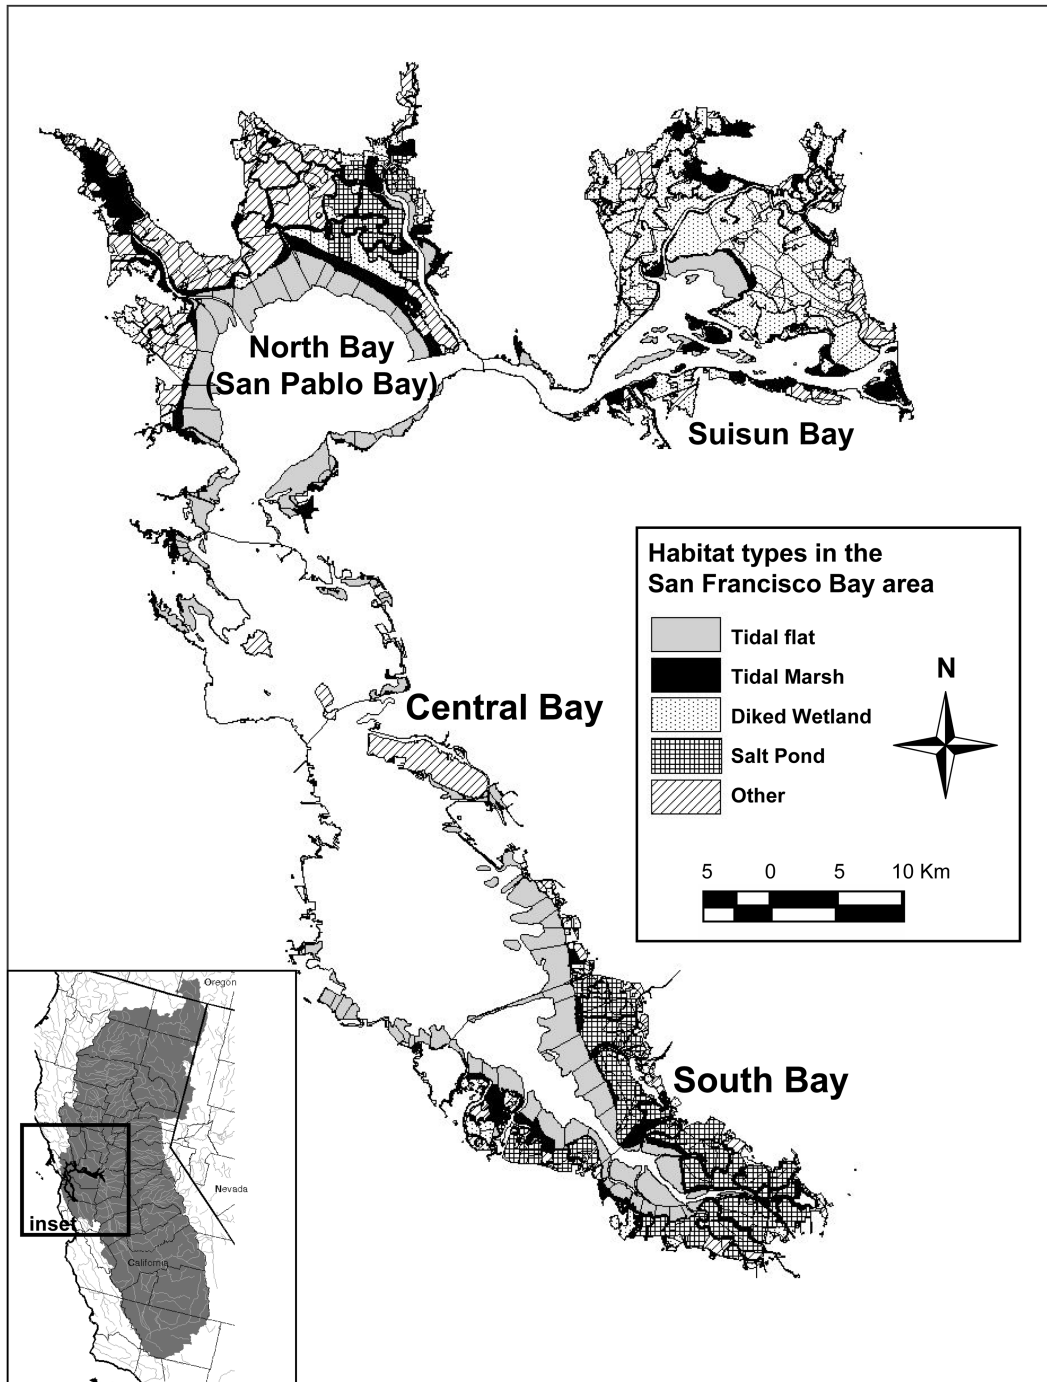 North Bay
(San Pablo Bay)
Suisun Bay
Habitat types in the
San Francisco Bay area
Tidal flat
Tidal Marsh
Diked Wetland
Salt Pond
Other
N
5 0 5 10 Km
Central Bay
South Bay
Oregon
Nevada
inset
California